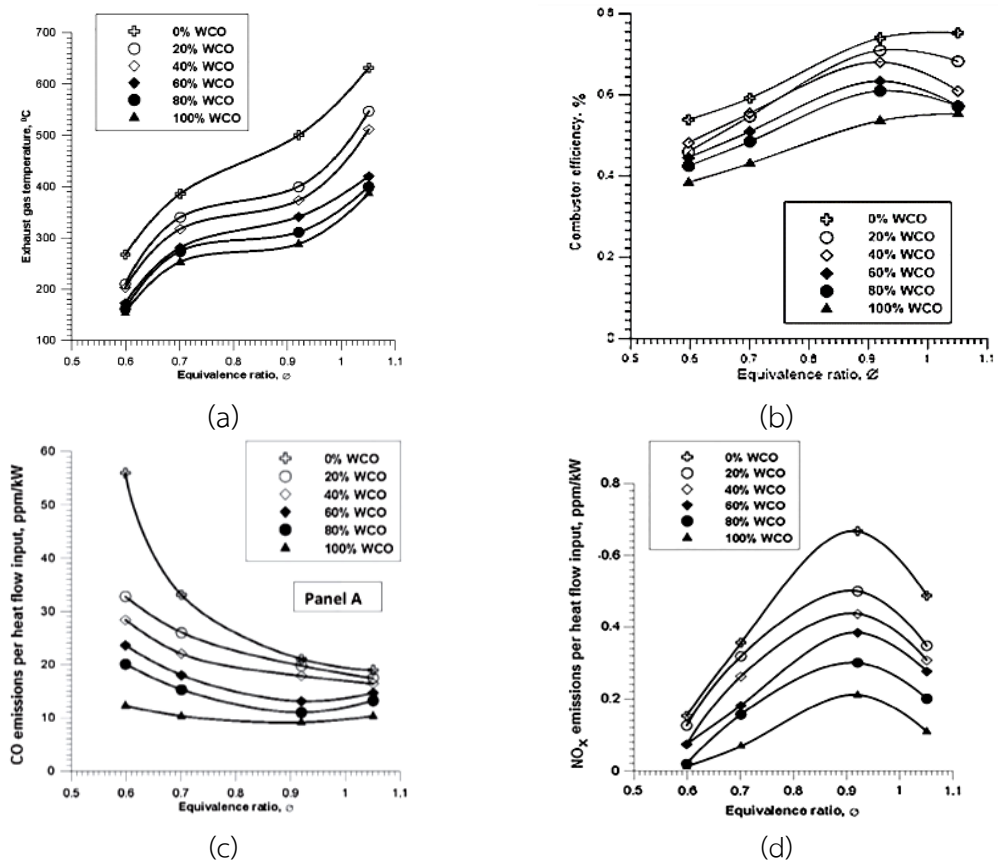 700
600
500
400
300
200
100
Exhaust gas temperature, ⁰C
0% WCO
20% WCO
40% WCO
60% WCO
80% WCO
100% WCO
0.5 0.6 0.7 0.8 0.9 1 1.1
Equivalence ratio, ø
(a)
0.8
0.6
0.4
0.2
0
Combustor efficiency, %
0% WCO
20% WCO
40% WCO
60% WCO
80% WCO
100% WCO
0.5 0.6 0.7 0.8 0.9 1 1.1
Equivalence ratio, Ø
(b)
60
50
40
30
20
10
0
CO emissions per heat flow input, ppm/kW
0% WCO
20% WCO
40% WCO
60% WCO
80% WCO
100% WCO
Panel A
0.5 0.6 0.7 0.8 0.9 1 1.1
Equivalence ratio, ø
(c)
0.8
0.6
0.4
0.2
0
NOX emissions per heat flow input, ppm/kW
0% WCO
20% WCO
40% WCO
60% WCO
80% WCO
100% WCO
0.5 0.6 0.7 0.8 0.9 1 1.1
Equivalence ratio, ø
(d)